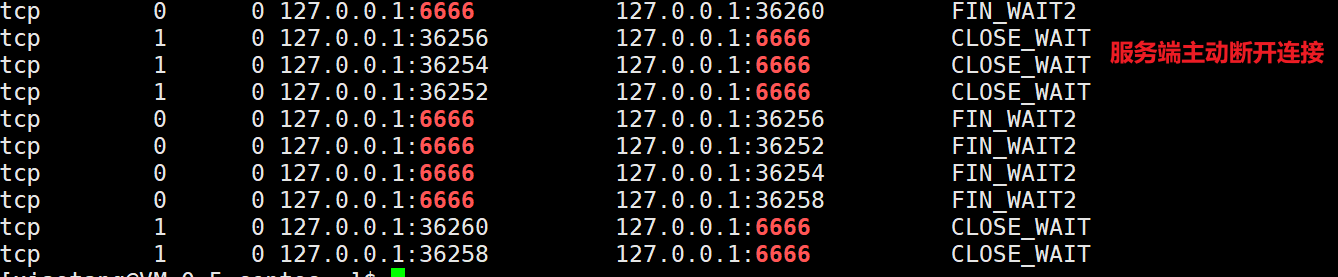 tcp 0 0 127.0.0.1:6666 127.0.0.1:36260 FIN_WAIT2
tcp 1 0 127.0.0.1:36256 127.0.0.1:6666 CLOSE_WAIT 服务端主动断开连接
tcp 1 0 127.0.0.1:36254 127.0.0.1:6666 CLOSE_WAIT
tcp 1 0 127.0.0.1:36252 127.0.0.1:6666 CLOSE_WAIT
tcp 0 0 127.0.0.1:6666 127.0.0.1:36256 FIN_WAIT2
tcp 0 0 127.0.0.1:6666 127.0.0.1:36252 FIN_WAIT2
tcp 0 0 127.0.0.1:6666 127.0.0.1:36254 FIN_WAIT2
tcp 0 0 127.0.0.1:6666 127.0.0.1:36258 FIN_WAIT2
tcp 1 0 127.0.0.1:36260 127.0.0.1:6666 CLOSE_WAIT
tcp 1 0 127.0.0.1:36258 127.0.0.1:6666 CLOSE_WAIT